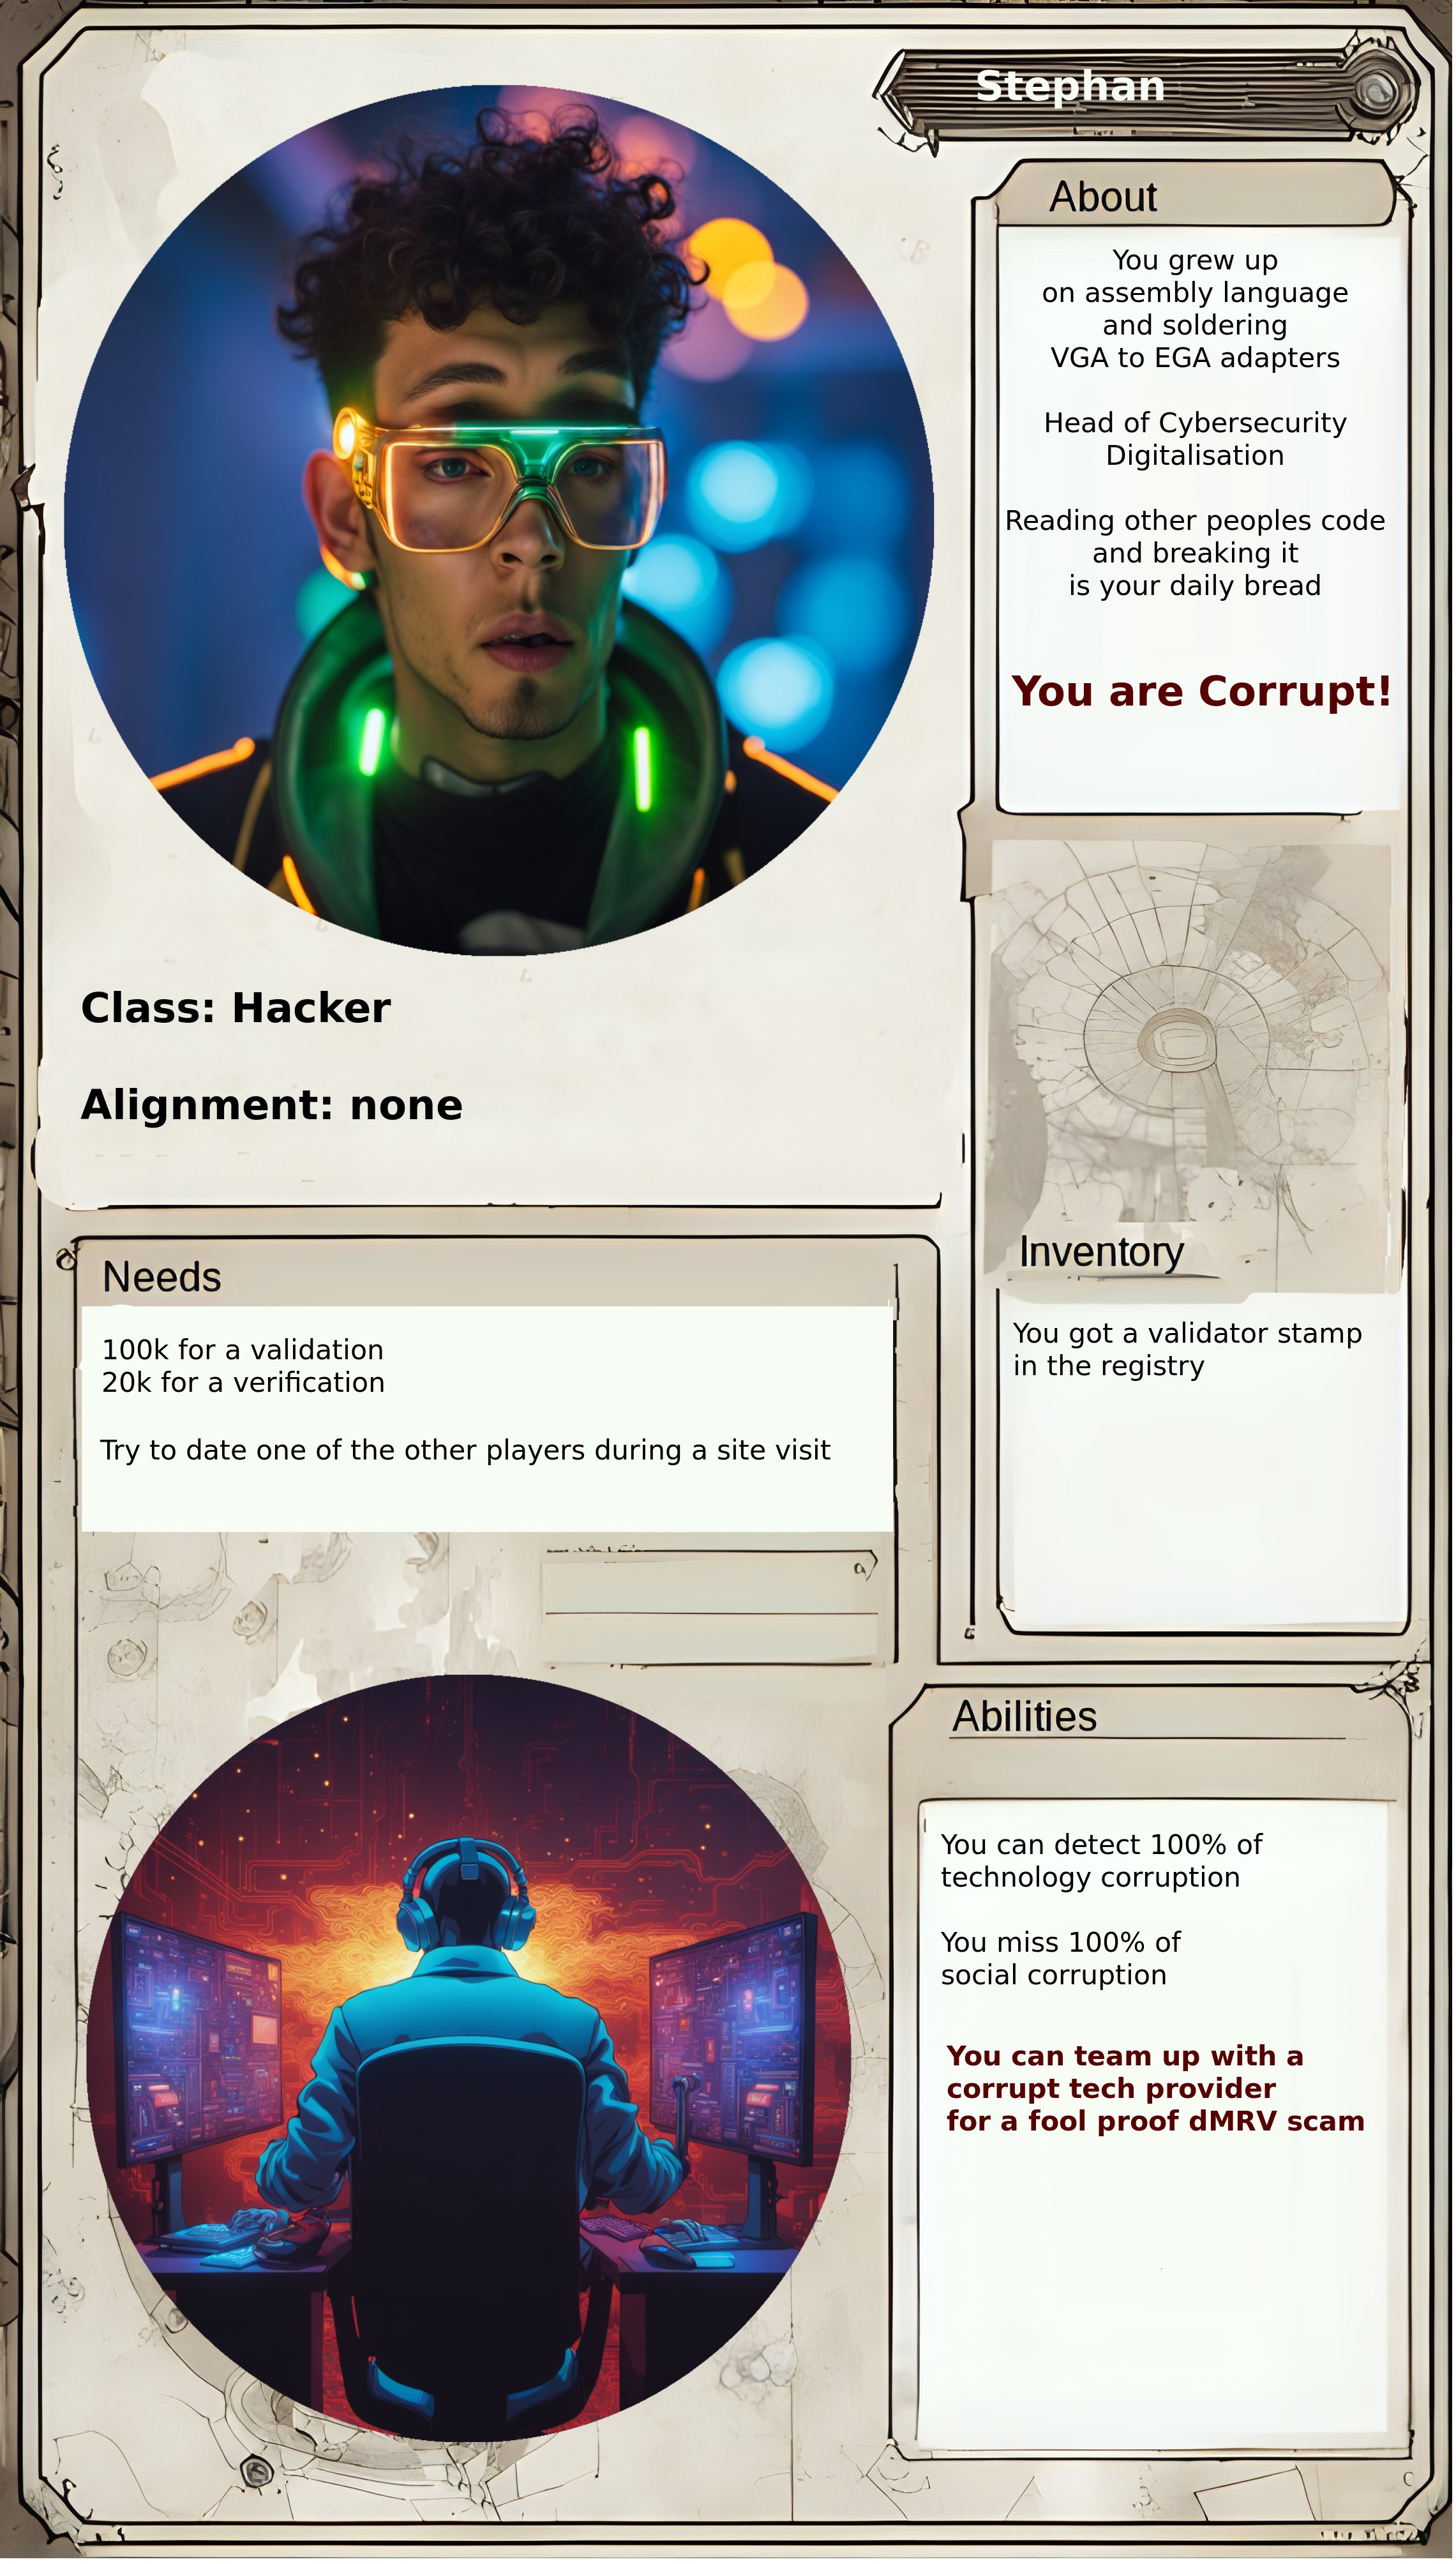 Stephan
About
You grew up
on assembly language
and soldering
VGA to EGA adapters
Head of Cybersecurity
Digitalisation
Reading other peoples code
and breaking it
is your daily bread
You are Corrupt!
Class: Hacker
Alignment: none
Needs
100k for a validation
20k for a verification
Try to date one of the other players during a site visit
Inventory
You got a validator stamp
in the registry
Abilities
You can detect 100% of
technology corruption
You miss 100% of
social corruption
You can team up with a
corrupt tech provider
for a fool proof dMRV scam